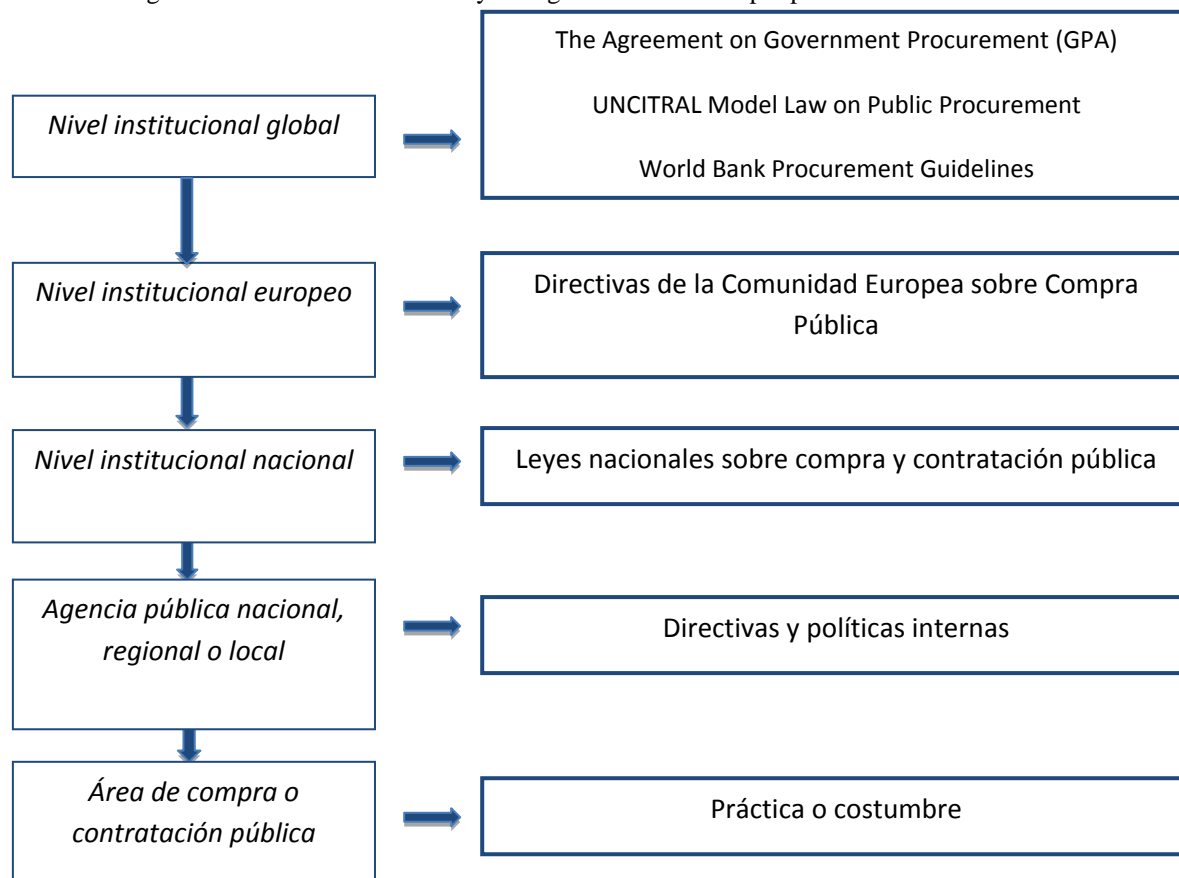 The Agreement on Government Procurement (GPA)
Nivel institucional global
UNCITRAL Model Law on Public Procurement
World Bank Procurement Guidelines
Nivel institucional europeo
Directivas de la Comunidad Europea sobre Compra
Pública
Nivel institucional nacional
Leyes nacionales sobre compra y contratación pública
Agencia pública nacional,
regional o local
Directivas y políticas internas
Área de compra o
contratación pública
Práctica o costumbre